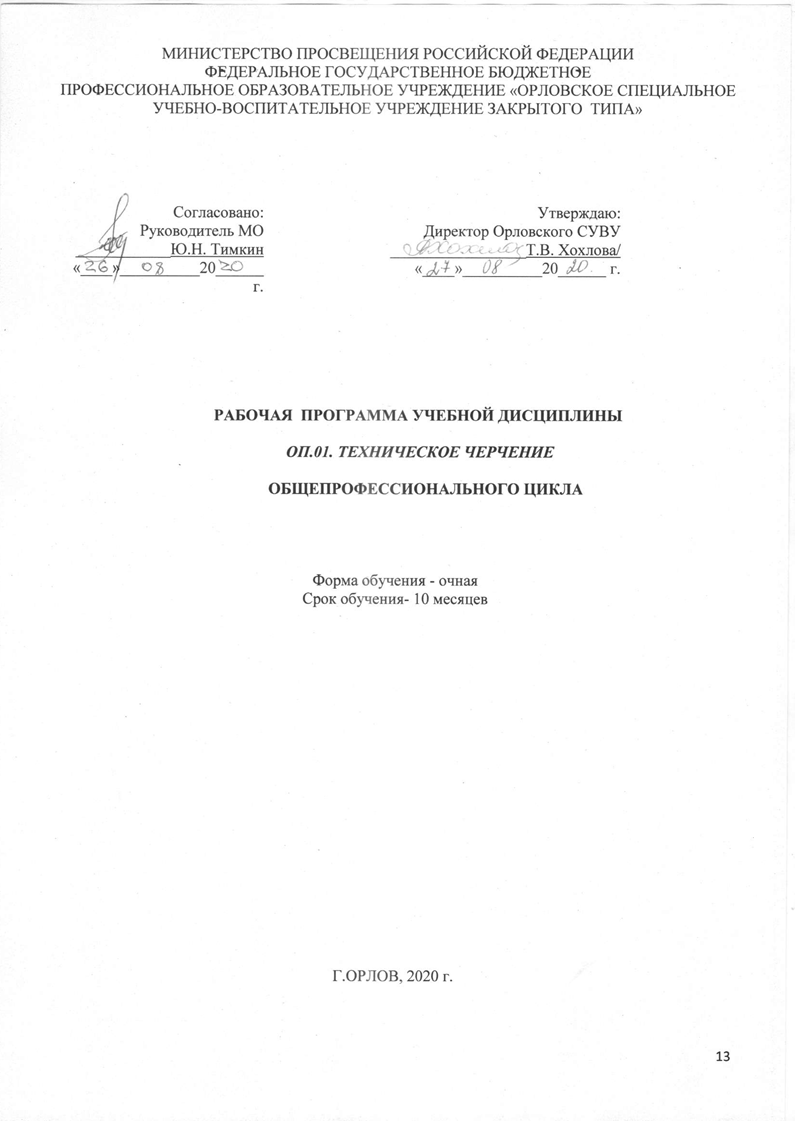 МИНИСТЕРСТВО ПРОСВЕЩЕНИЯ РОССИЙСКОЙ ФЕДЕРАЦИИ
ФЕДЕРАЛЬНОЕ ГОСУДАРСТВЕННОЕ БЮДЖЕТНОЕ
ПРОФЕССИОНАЛЬНОЕ ОБРАЗОВАТЕЛЬНОЕ УЧРЕЖДЕНИЕ «ОРЛОВСКОЕ СПЕЦИАЛЬНОЕ
УЧЕБНО-ВОСПИТАТЕЛЬНОЕ УЧРЕЖДЕНИЕ ЗАКРЫТОГО ТИПА»
Согласовано:
Руководитель МО
Ю.Н. Тимкин
«26» 08 2020
г.
Утверждаю:
Директор Орловского СУВУ
Т.В. Хохлова/
«27» 08 2020. г.
РАБОЧАЯ ПРОГРАММА УЧЕБНОЙ ДИСЦИПЛИНЫ
ОП.01. ТЕХНИЧЕСКОЕ ЧЕРЧЕНИЕ
ОБЩЕПРОФЕССИОНАЛЬНОГО ЦИКЛА
Форма обучения - очная
Срок обучения- 10 месяцев
Г.ОРЛОВ, 2020 г.
13